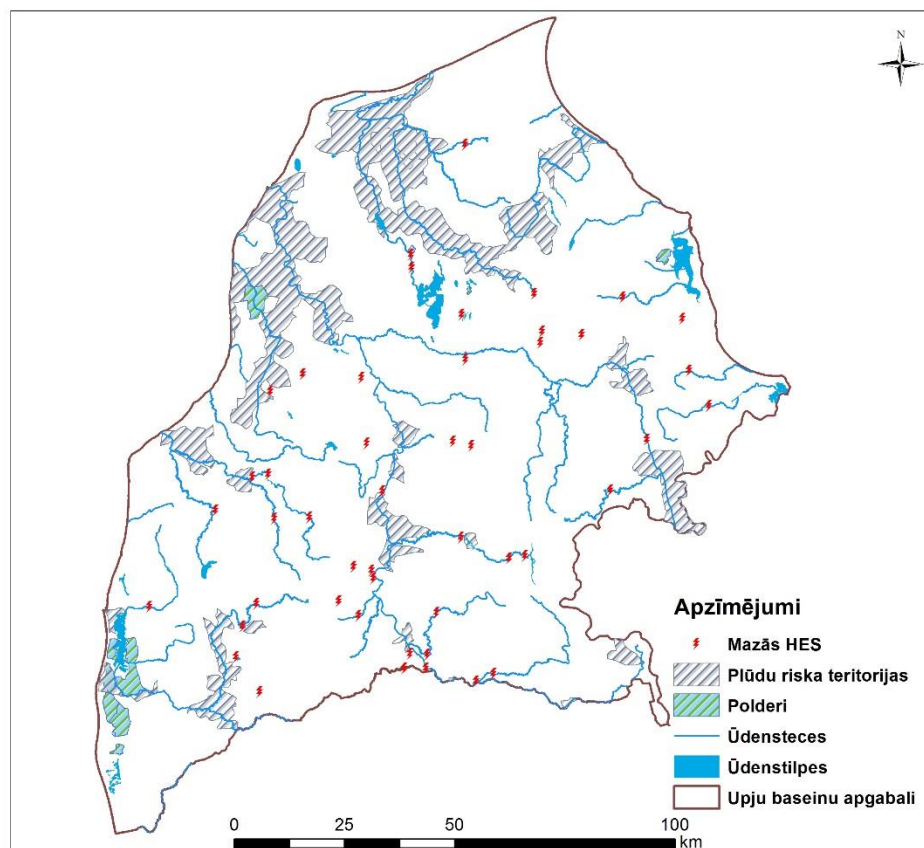 N
Apzīmējumi
Mazās HES
Plūdu riska teritorijas
Polderi
Ūdensteces
Ūdenstilpes
Upju baseinu apgabali
0 25 50 100
km